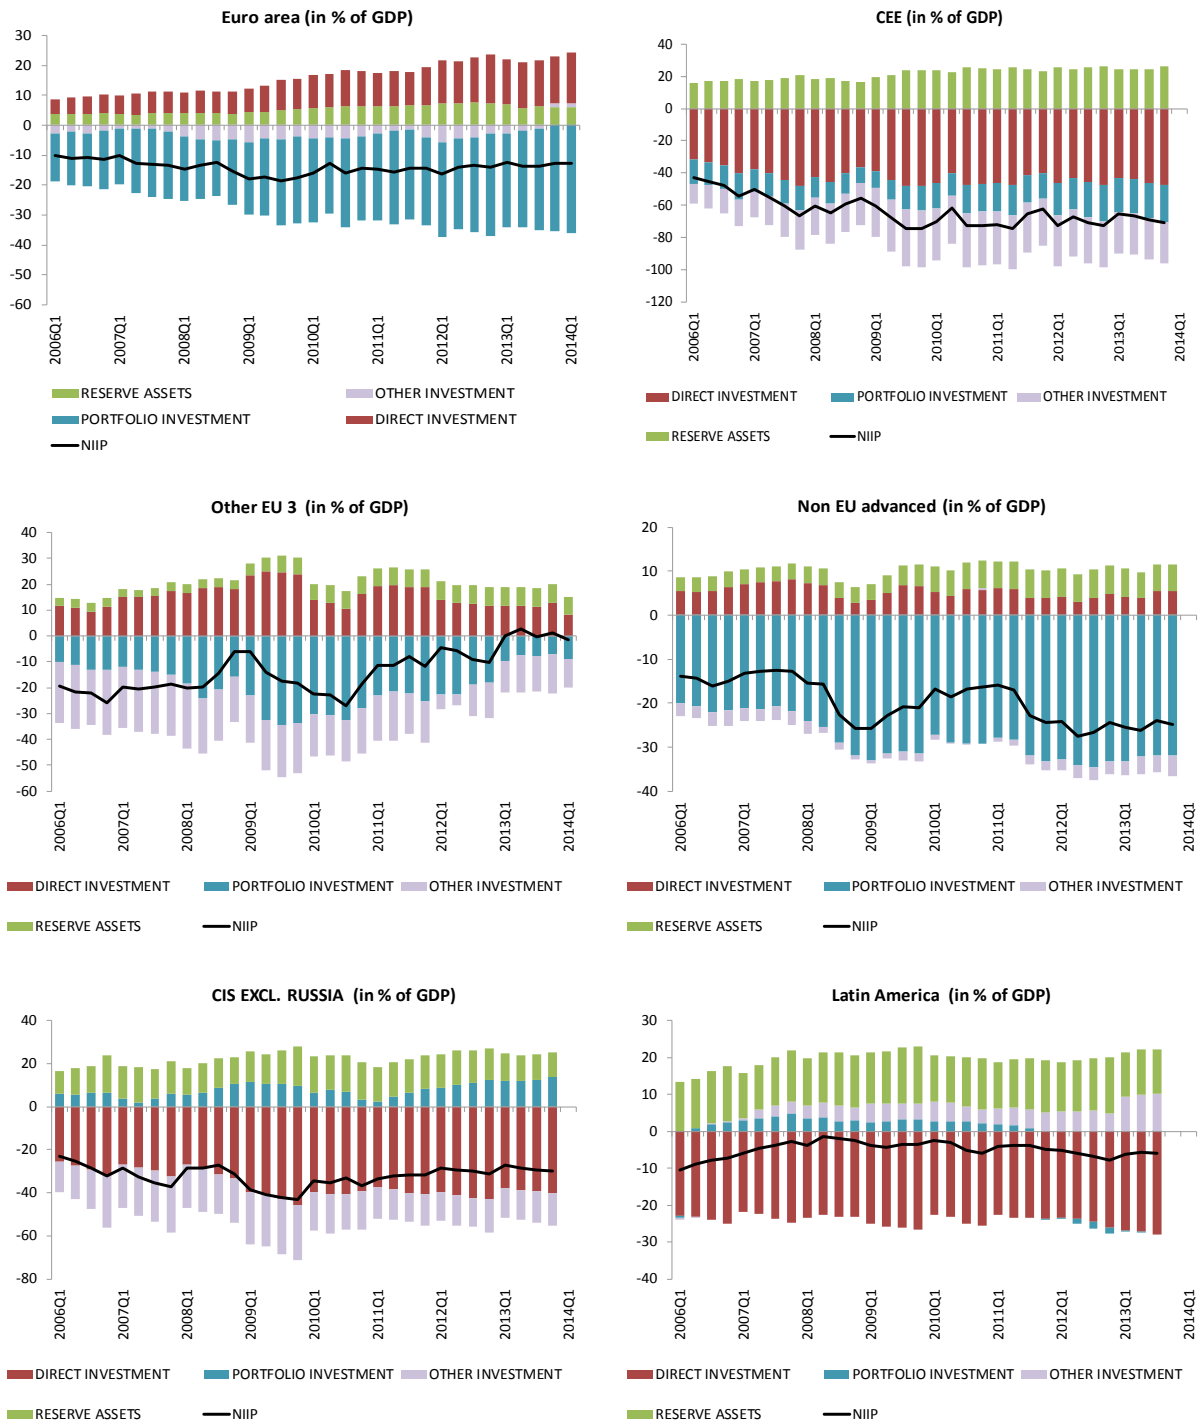 Euro area (in % of GDP)
30
20
10
0
-10
-20
-30
-40
-50
-60
2006Q1
2007Q1
2008Q1
2009Q1
2010Q1
2011Q1
2012Q1
2013Q1
2014Q1
RESERVE ASSETS OTHER INVESTMENT
PORTFOLIO INVESTMENT DIRECT INVESTMENT
NIIP
CEE (in % of GDP)
40
20
0
-20
-40
-60
-80
-100
-120
2006Q1
2007Q1
2008Q1
2009Q1
2010Q1
2011Q1
2012Q1
2013Q1
2014Q1
DIRECT INVESTMENT PORTFOLIO INVESTMENT OTHER INVESTMENT
RESERVE ASSETS NIIP
Other EU 3 (in % of GDP)
40
30
20
10
0
-10
-20
-30
-40
-50
-60
2006Q1
2007Q1
2008Q1
2009Q1
2010Q1
2011Q1
2012Q1
2013Q1
2014Q1
DIRECT INVESTMENT PORTFOLIO INVESTMENT OTHER INVESTMENT
RESERVE ASSETS NIIP
Non EU advanced (in % of GDP)
20
10
0
-10
-20
-30
-40
2006Q1
2007Q1
2008Q1
2009Q1
2010Q1
2011Q1
2012Q1
2013Q1
2014Q1
DIRECT INVESTMENT PORTFOLIO INVESTMENT OTHER INVESTMENT
RESERVE ASSETS NIIP
CIS EXCL. RUSSIA (in % of GDP)
40
20
0
-20
-40
-60
-80
2006Q1
2007Q1
2008Q1
2009Q1
2010Q1
2011Q1
2012Q1
2013Q1
2014Q1
DIRECT INVESTMENT PORTFOLIO INVESTMENT OTHER INVESTMENT
RESERVE ASSETS NIIP
Latin America (in % of GDP)
30
20
10
0
-10
-20
-30
-40
2006Q1
2007Q1
2008Q1
2009Q1
2010Q1
2011Q1
2012Q1
2013Q1
2014Q1
DIRECT INVESTMENT PORTFOLIO INVESTMENT OTHER INVESTMENT
RESERVE ASSETS NIIP